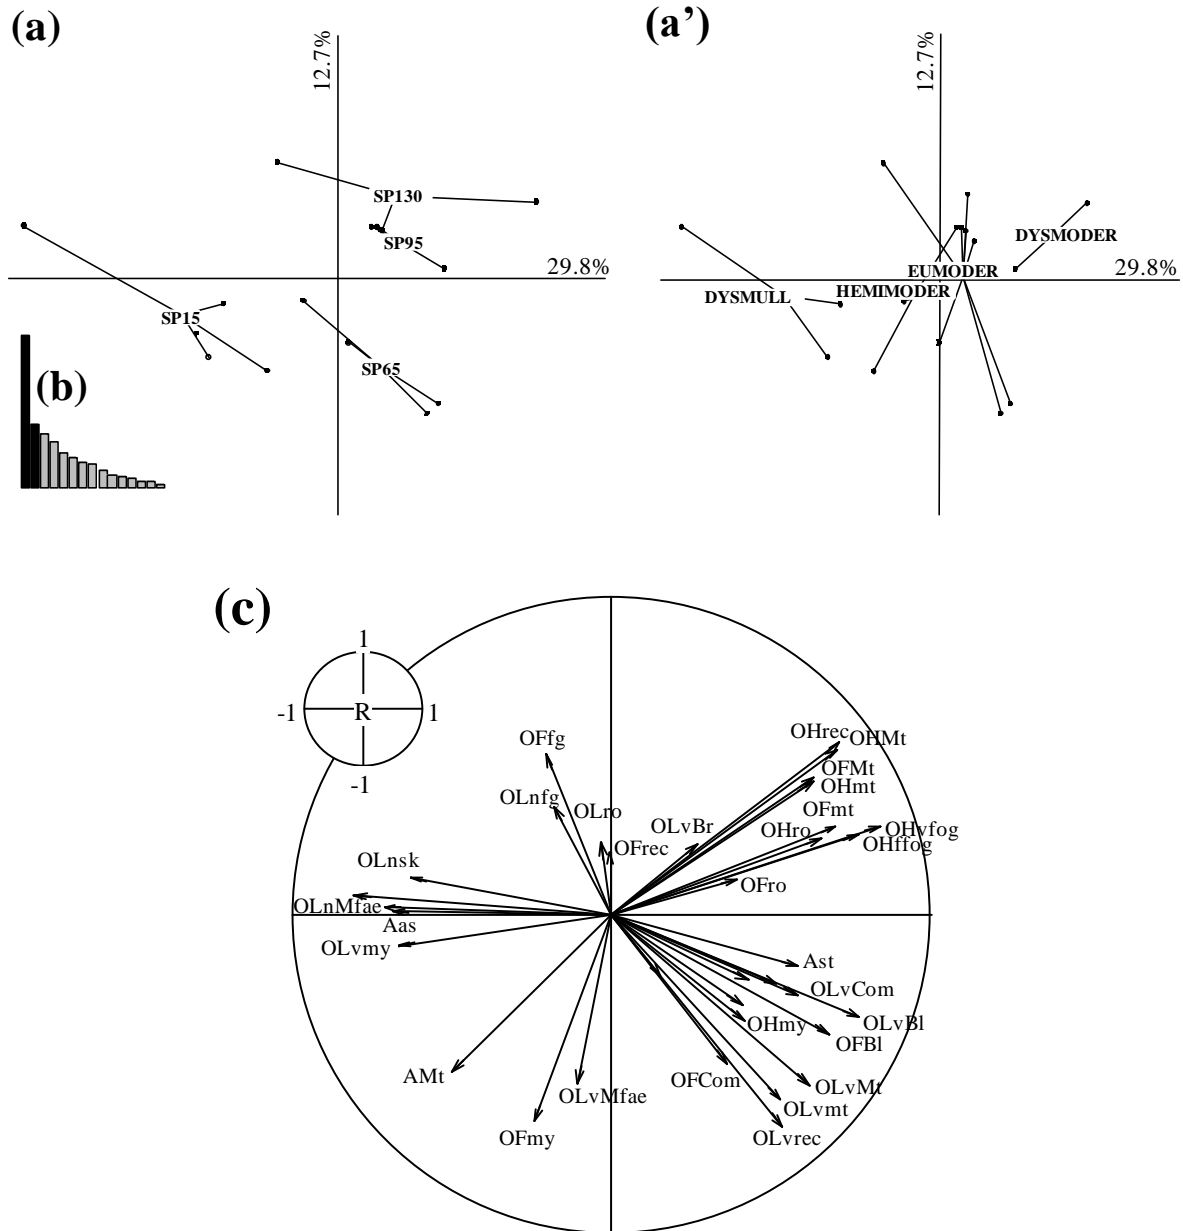 (a)
12.7%
SP130
SP95
29.8%
SP15
SP65
(b)
(a’)
12.7%
DYSMODER
EUMODER
29.8%
HEMIMODER
DYSMULL
(c)
1
-1 R 1
-1
OFfg
OHrec OHMt
OFMt
OHmt
OLnfg
OLro
OFmt
OLvBr
OHro
OHvfog
OHffog
OFrec
OLnsk
OFro
OLnMfae
Aas
OLvmy
Ast
OLvCom
OLvBl
OHmy
OFBl
AMt
OFCom
OLvMt
OLvMfae
OLvmt
OFmy
OLvrec